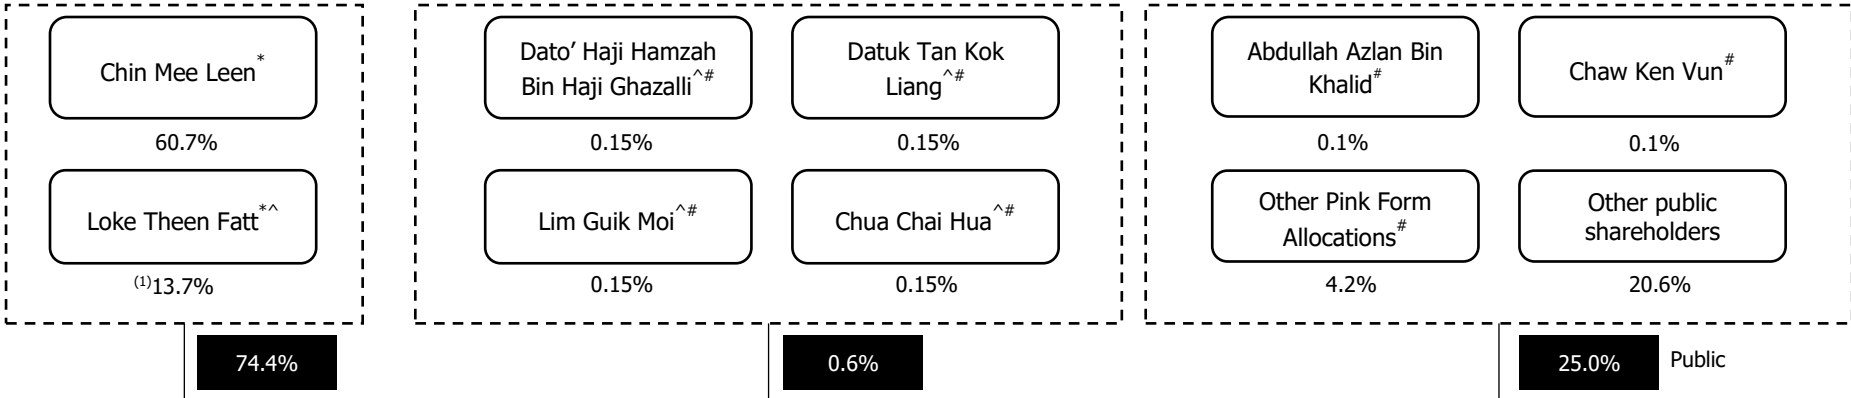 Chin Mee Leen*
60.7%
Loke Theen Fatt*^
(1)13.7%
74.4%
Dato’ Haji Hamzah
Bin Haji Ghazalli^#
0.15%
Datuk Tan Kok
Liang^#
0.15%
Lim Guik Moi^#
0.15%
Chua Chai Hua^#
0.15%
0.6%
Abdullah Azlan Bin
Khalid#
0.1%
Chaw Ken Vun#
0.1%
Other Pink Form
Allocations#
4.2%
Other public
shareholders
20.6%
25.0%
Public